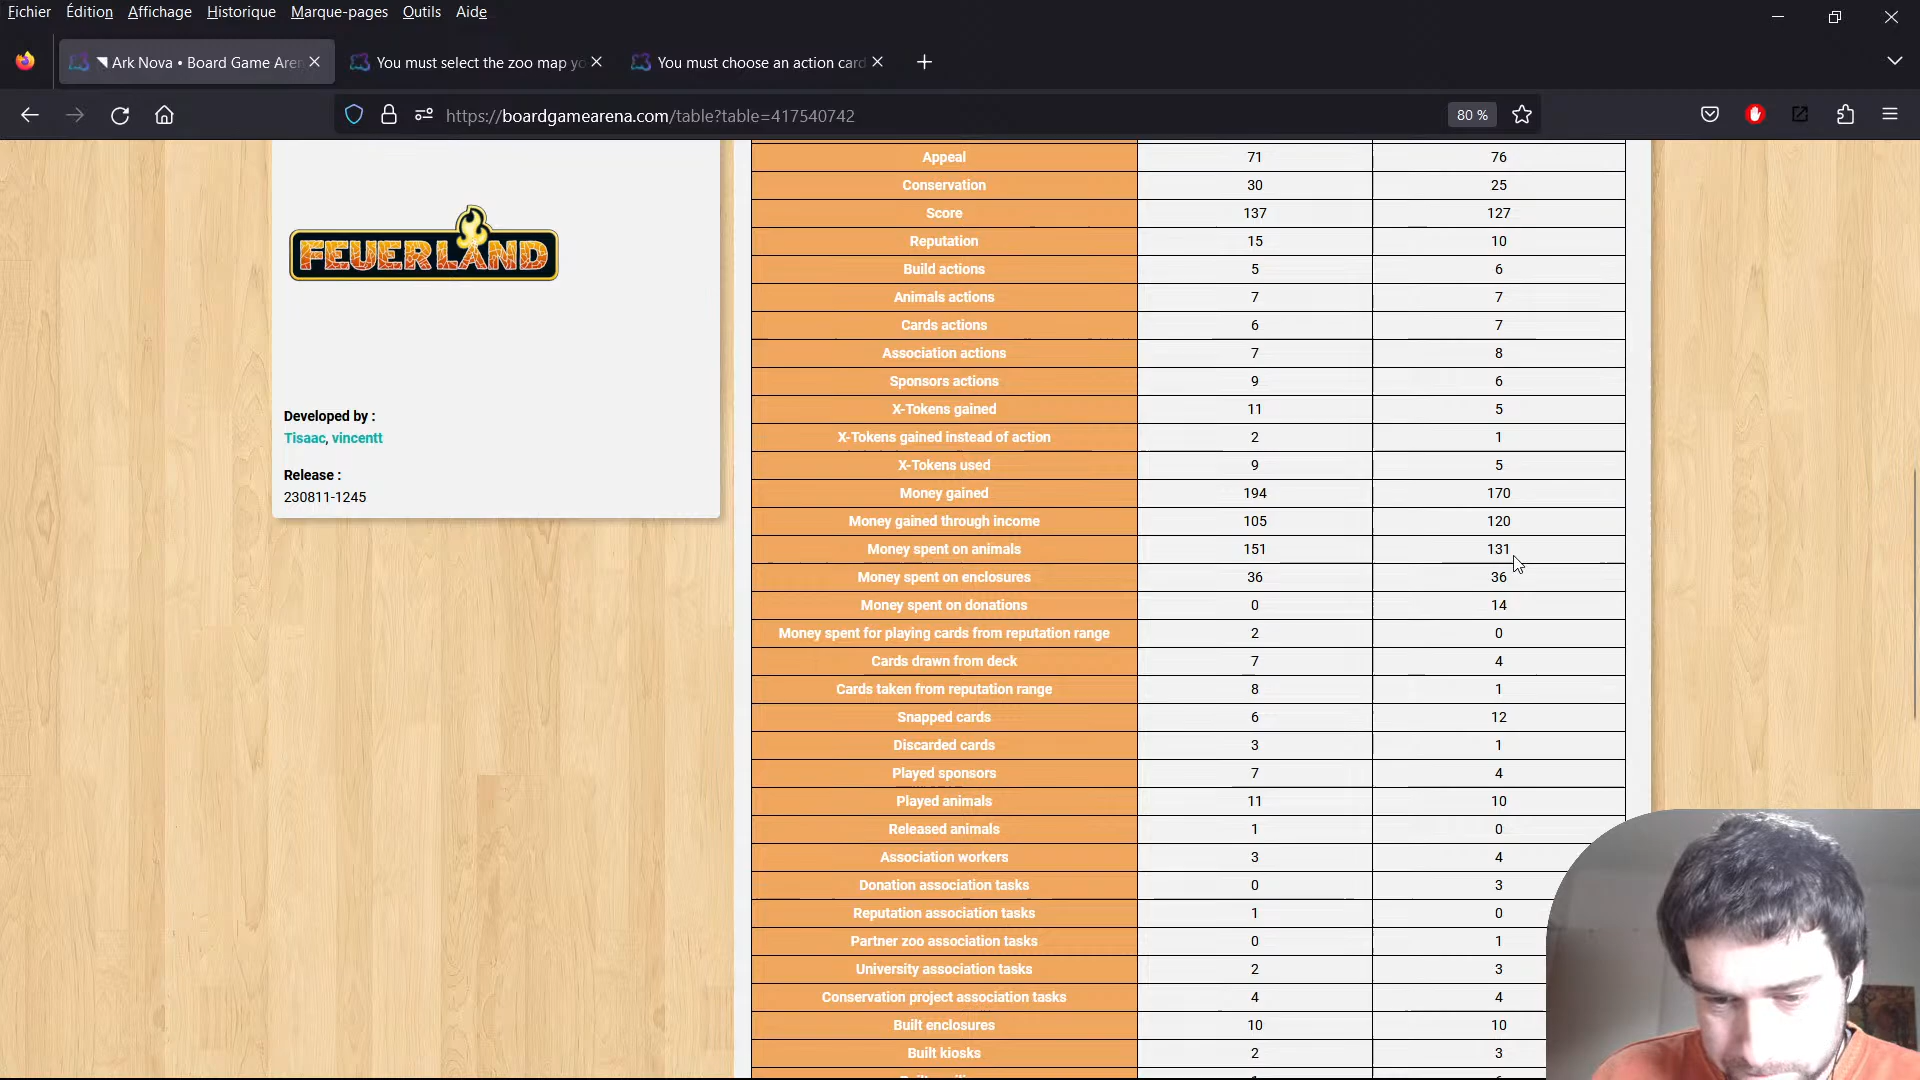 Fichier Édition Affichage Historique Marque-pages Outils Aide
Ark Nova • Board Game Aren
You must select the zoo map yo
You must choose an action card
https://boardgamearena.com/table?table=417540742
80 %
FEUERLAND
Developed by :
Tisaac, vincentt
Release :
230811-1245
Appeal 71 76
Conservation 30 25
Score 137 127
Reputation 15 10
Build actions 5 6
Animals actions 7 7
Cards actions 6 7
Association actions 7 8
Sponsors actions 9 6
X-Tokens gained 11 5
X-Tokens gained instead of action 2 1
X-Tokens used 9 5
Money gained 194 170
Money gained through income 105 120
Money spent on animals 151 131
Money spent on enclosures 36 36
Money spent on donations 0 14
Money spent for playing cards from reputation range 2 0
Cards drawn from deck 7 4
Cards taken from reputation range 8 1
Snapped cards 6 12
Discarded cards 3 1
Played sponsors 7 4
Played animals 11 10
Released animals 1 0
Association workers 3 4
Donation association tasks 0 3
Reputation association tasks 1 0
Partner zoo association tasks 0 1
University association tasks 2 3
Conservation project association tasks 4 4
Built enclosures 10 10
Built kiosks 2 3